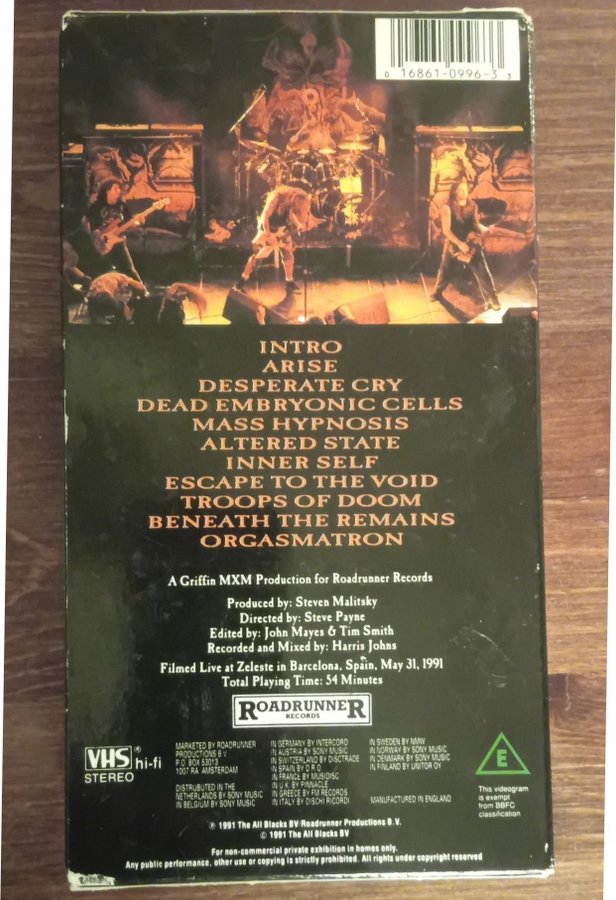 0 16861-0996-3 3
INTRO
ARISE
DESPERATE CRY
DEAD EMBRYONIC CELLS
MASS HYPNOSIS
ALTERED STATE
INNER SELF
ESCAPE TO THE VOID
TROOPS OF DOOM
BENEATH THE REMAINS
ORGASMATRON
A Griffin MXM Production for Roadrunner Records
Produced by: Steven Malitsky
Directed by: Steve Payne
Edited by: John Mayes & Tim Smith
Recorded and Mixed by: Harris Johns
Filmed Live at Zeleste in Barcelona, Spain, May 31, 1991
Total Playing Time: 54 Minutes
ROADRUNNER
RECORDS
VHS hi-fi
STEREO
MARKETED BY ROADRUNNER
PRODUCTIONS B.V.
P.O. BOX 53013
1007 RA AMSTERDAM
DISTRUBUTED IN THE
NETHERLANDS BY SONY MUSIC
IN BELGIUM BY SONY MUSIC
IN GERMANY BY INTERCORD
IN AUSTRIA BY SONY MUSIC
IN SWITZERLAND BY DISCTRADE
IN SPAIN BY D.R.O
IN FRANCE BY MUSIDISC
IN U.K. BY PINNACLE
IN GREECE BY FM RECORDS
IN ITALY BY DISCHI RICORDI
IN SWEDEN BY NMW
IN NORWAY BY SONY MUSIC
IN DENMARK BY SONY MUSIC
IN FINLAND BY UNITOR OY
MANUFACTURED IN ENGLAND
E
This videogram
is exempt
from BBFC
classification
℗ 1991 The All Blacks BV/Roadrunner Productions B.V.
© 1991 The All Blacks BV
For non-commercial private exhibition in homes only.
Any public performance, other use or copying is strictly prohibited. All rights under copyright reserved